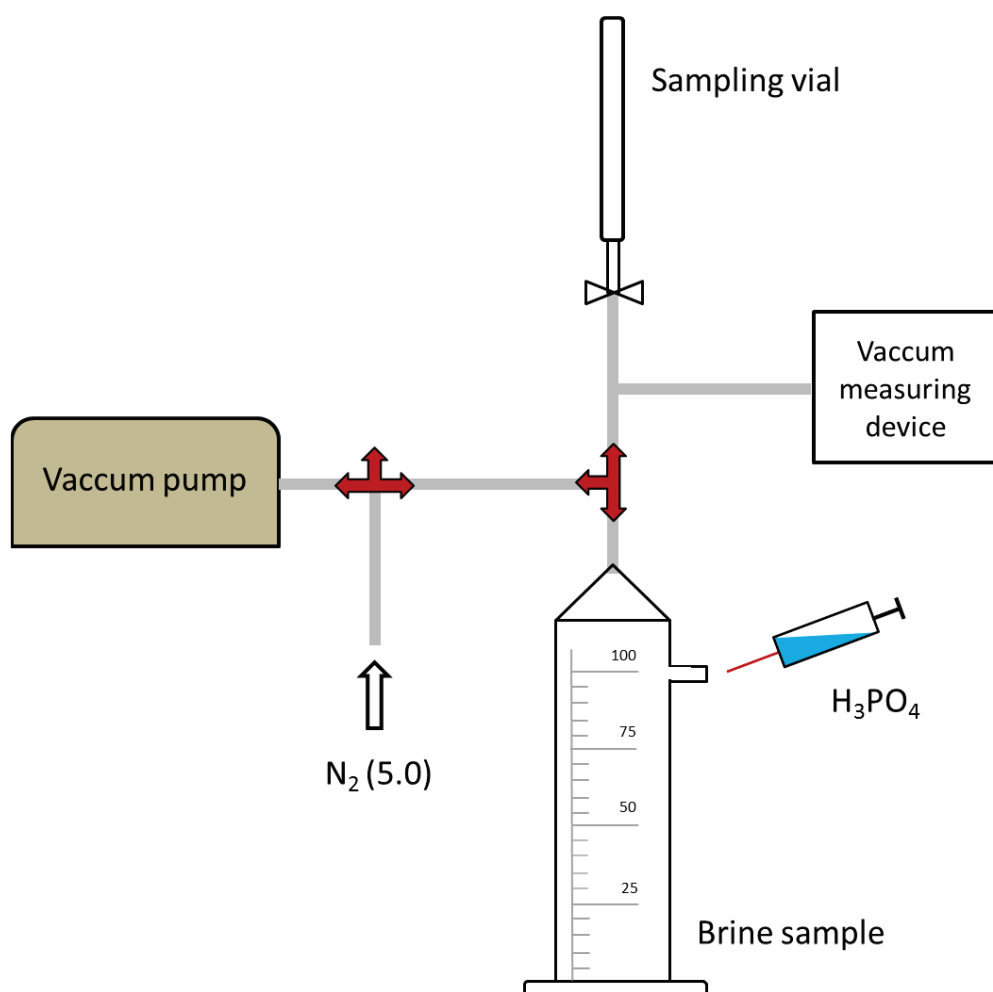 Sampling vial
Vaccum
measuring
device
Vaccum pump
H₃PO₄
N₂ (5.0)
100
75
50
25
Brine sample